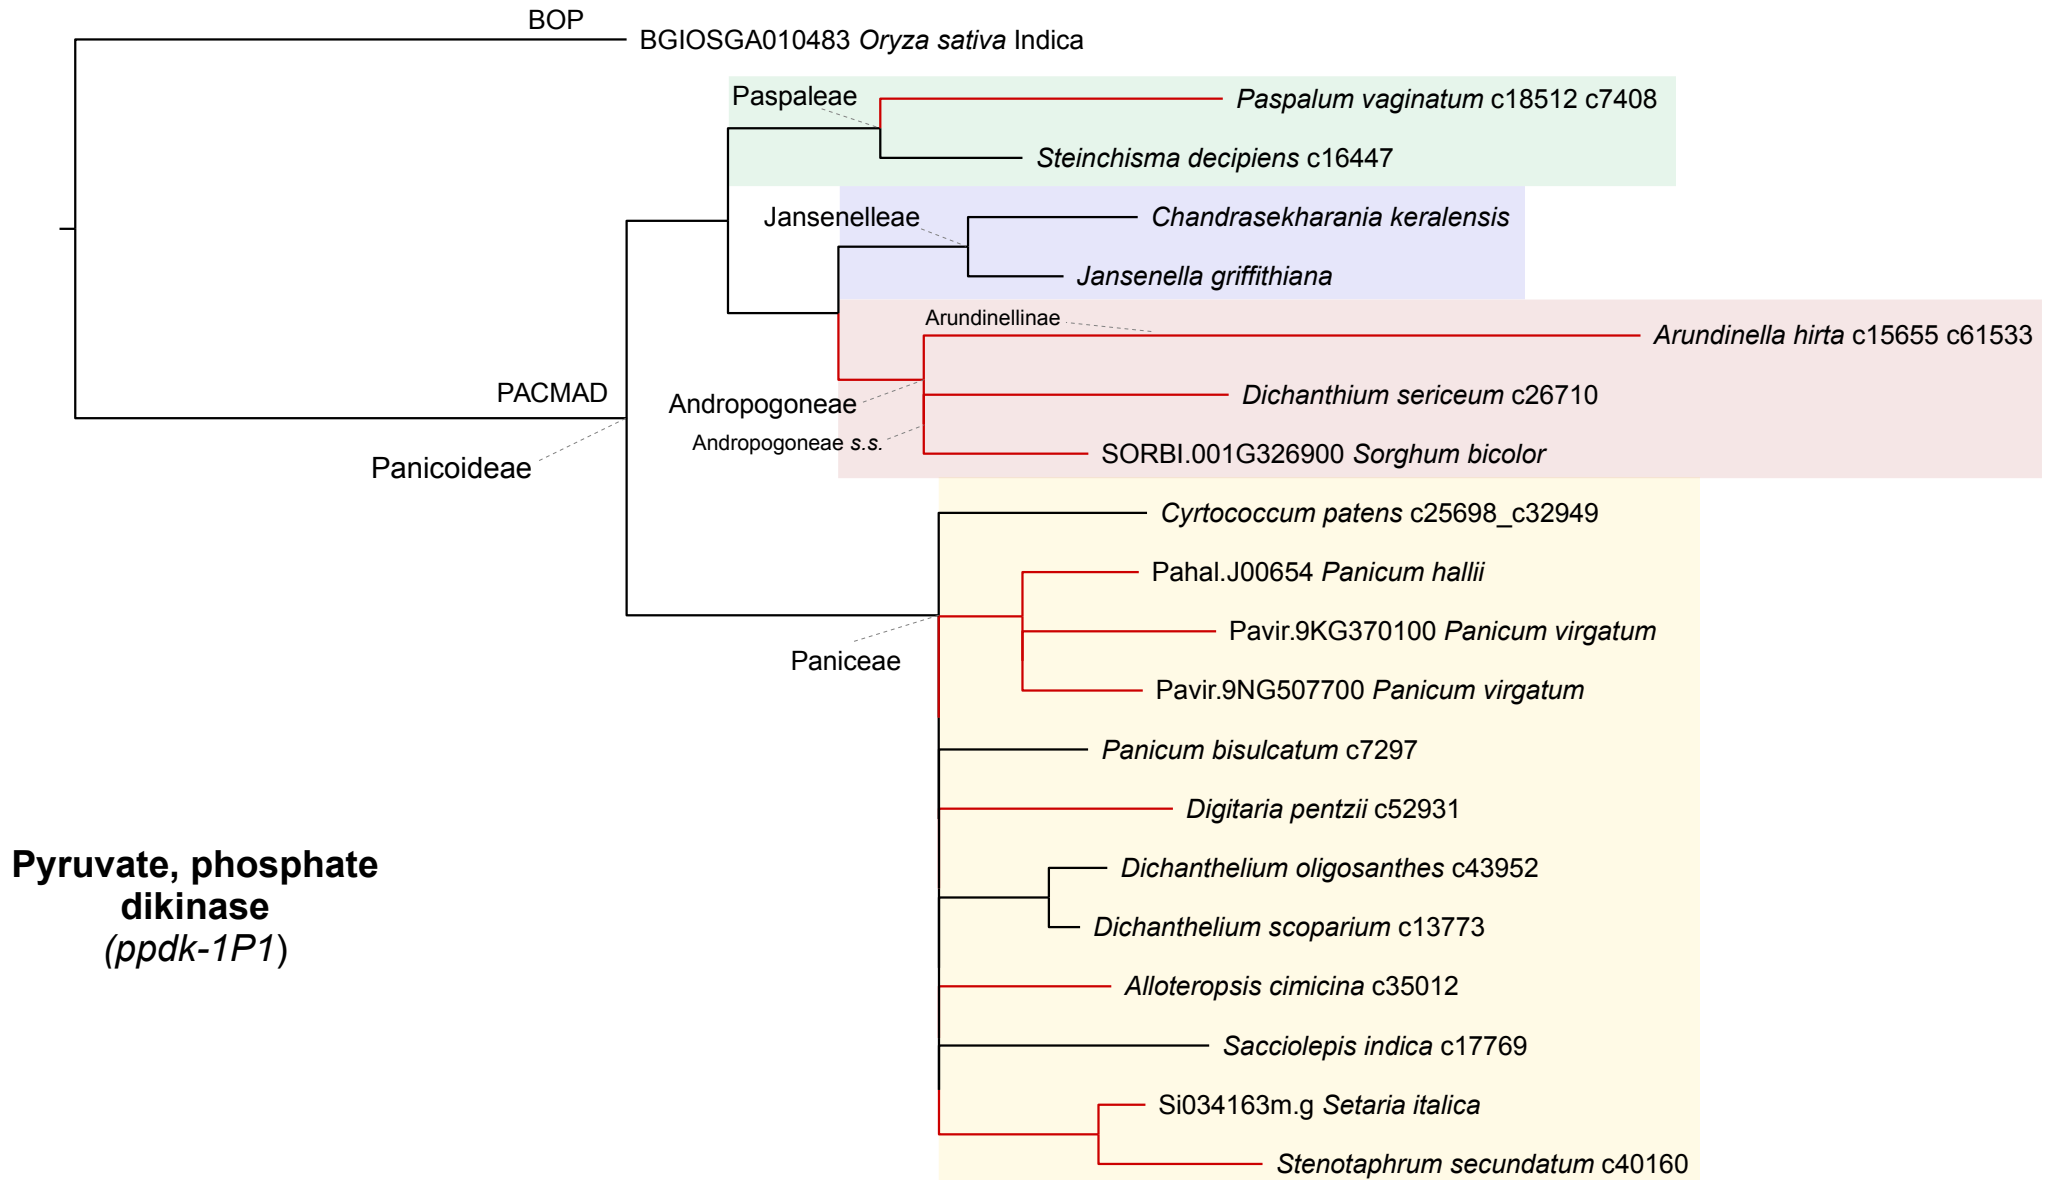 BOP
BGIOSGA010483 Oryza sativa Indica
Paspaleae
Paspalum vaginatum c18512 c7408
Steinchisma decipiens c16447
Jansenelleae
Chandrasekharania keralensis
Jansenella griffithiana
Arundinellinae
Arundinella hirta c15655 c61533
PACMAD
Andropogoneae
Dichanthium sericeum c26710
Andropogoneae s.s.
SORBI.001G326900 Sorghum bicolor
Panicoideae
Cyrtococcum patens c25698_c32949
Pahal.J00654 Panicum hallii
Pavir.9KG370100 Panicum virgatum
Paniceae
Pavir.9NG507700 Panicum virgatum
Panicum bisulcatum c7297
Digitaria pentzii c52931
Dichanthelium oligosanthes c43952
Dichanthelium scoparium c13773
Alloteropsis cimicina c35012
Sacciolepis indica c17769
Si034163m.g Setaria italica
Stenotaphrum secundatum c40160
Pyruvate, phosphate
dikinase
(ppdk-1P1)